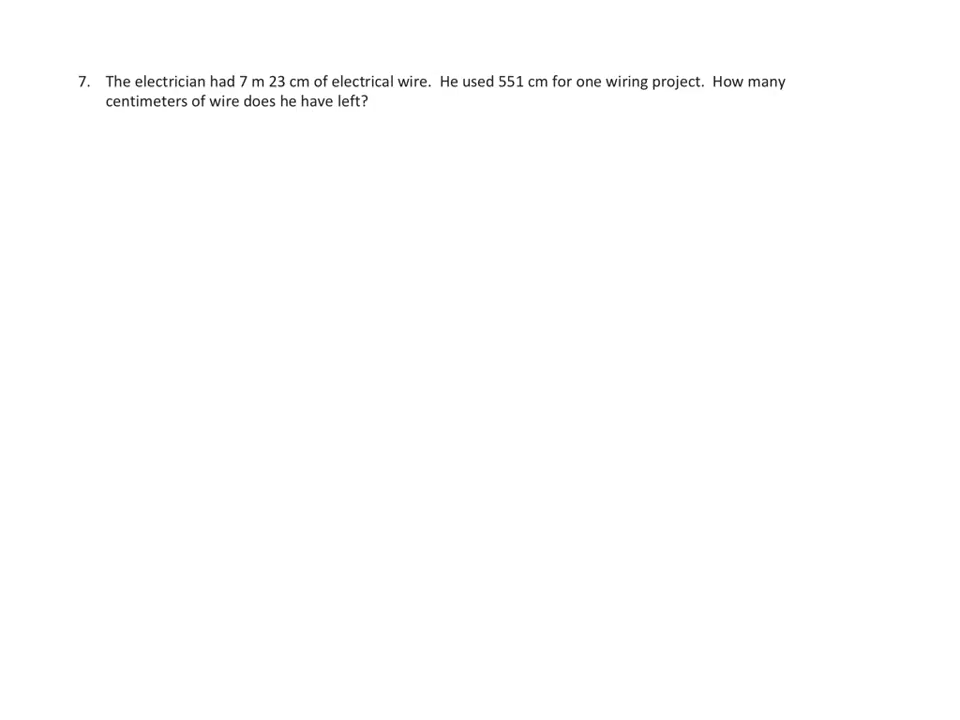 7. The electrician had 7 m 23 cm of electrical wire. He used 551 cm for one wiring project. How many
centimeters of wire does he have left?